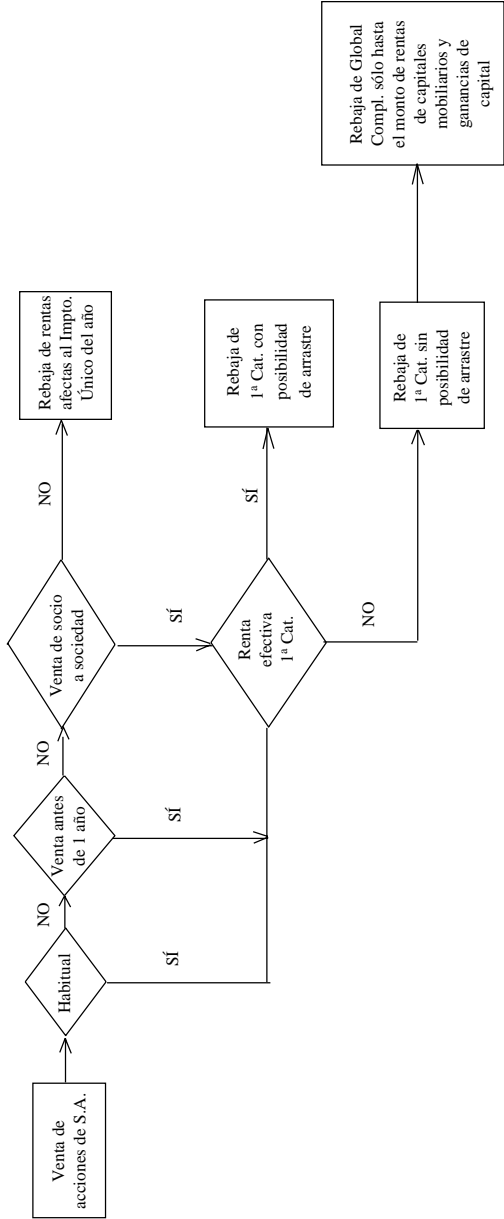 Venta de
acciones de S.A.
Habitual
NO
SÍ
Venta antes
de 1 año
NO
SÍ
Venta de socio
a sociedad
NO
SÍ
Rebaja de rentas
afectas al Impto.
Único del año
Renta
efectiva
1ª Cat.
SÍ
NO
Rebaja de
1ª Cat. con
posibilidad
de arrastre
Rebaja de
1ª Cat. sin
posibilidad
de arrastre
Rebaja de Global
Compl. sólo hasta
el monto de rentas
de capitales
mobiliarios y
ganancias de
capital